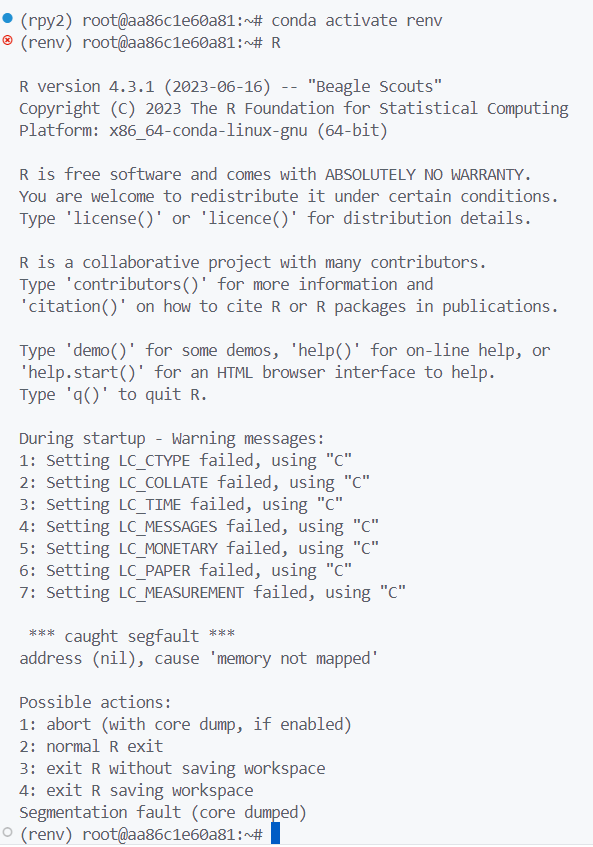 (rpy2) root@aa86c1e60a81:~# conda activate renv
(renv) root@aa86c1e60a81:~# R
R version 4.3.1 (2023-06-16) -- "Beagle Scouts"
Copyright (C) 2023 The R Foundation for Statistical Computing
Platform: x86_64-conda-linux-gnu (64-bit)
R is free software and comes with ABSOLUTELY NO WARRANTY.
You are welcome to redistribute it under certain conditions.
Type 'license()' or 'licence()' for distribution details.
R is a collaborative project with many contributors.
Type 'contributors()' for more information and
'citation()' on how to cite R or R packages in publications.
Type 'demo()' for some demos, 'help()' for on-line help, or
'help.start()' for an HTML browser interface to help.
Type 'q()' to quit R.
During startup - Warning messages:
1: Setting LC_CTYPE failed, using "C"
2: Setting LC_COLLATE failed, using "C"
3: Setting LC_TIME failed, using "C"
4: Setting LC_MESSAGES failed, using "C"
5: Setting LC_MONETARY failed, using "C"
6: Setting LC_PAPER failed, using "C"
7: Setting LC_MEASUREMENT failed, using "C"
*** caught segfault ***
address (nil), cause 'memory not mapped'
Possible actions:
1: abort (with core dump, if enabled)
2: normal R exit
3: exit R without saving workspace
4: exit R saving workspace
Segmentation fault (core dumped)
(renv) root@aa86c1e60a81:~#